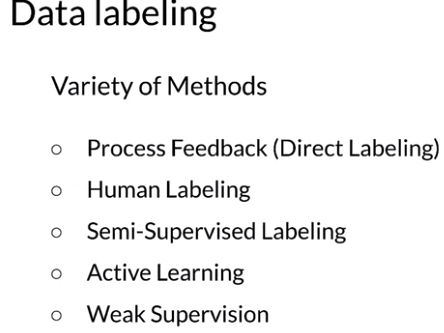 Data labeling
Variety of Methods
○ Process Feedback (Direct Labeling)
○ Human Labeling
○ Semi-Supervised Labeling
○ Active Learning
○ Weak Supervision